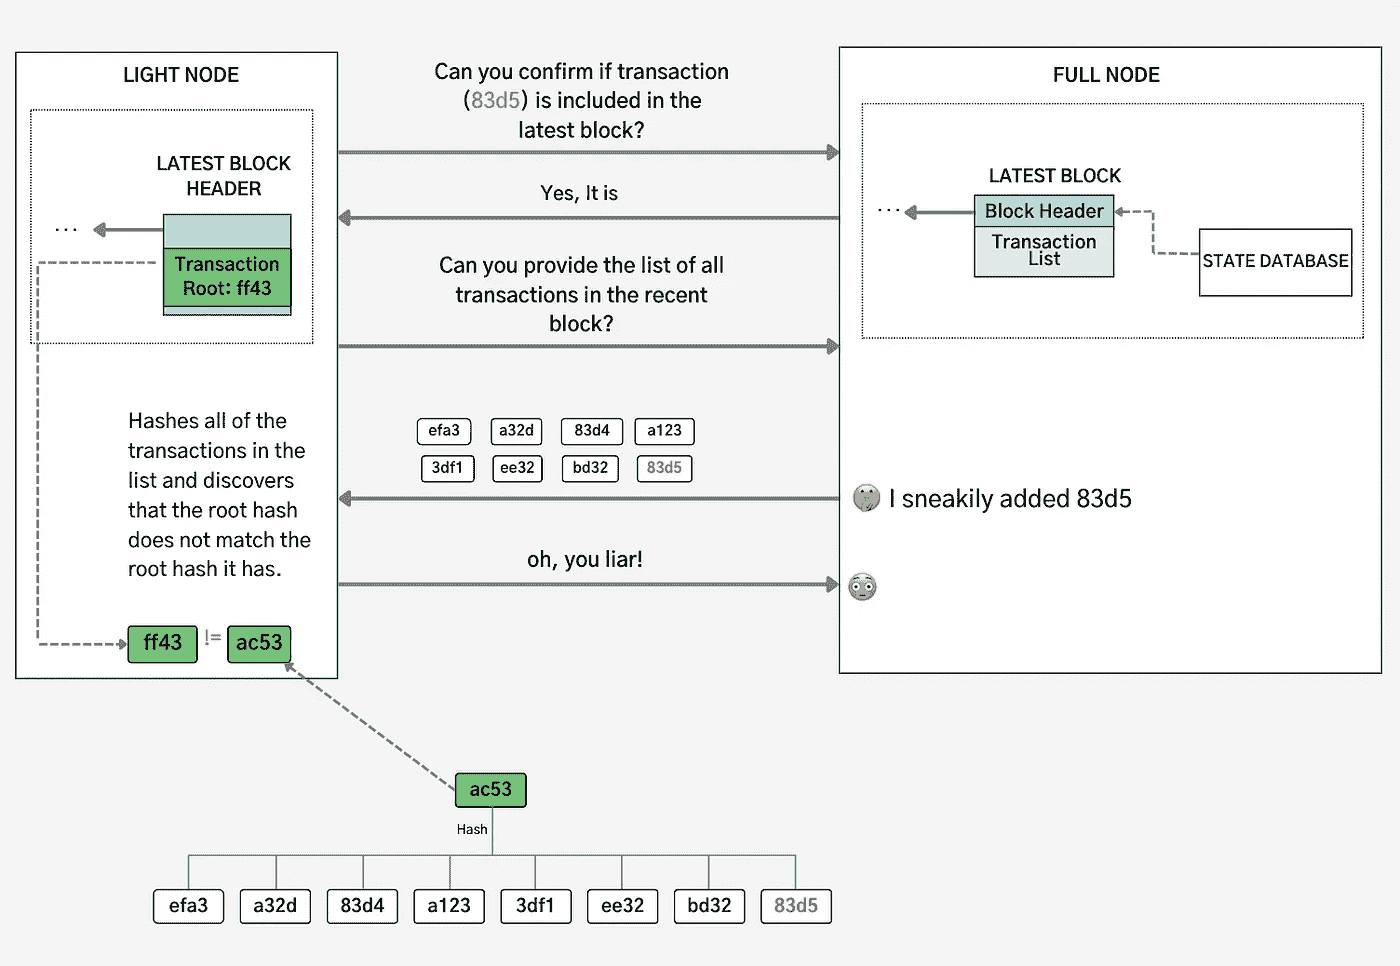 LIGHT NODE
LATEST BLOCK
HEADER
...
Transaction
Root: ff43
Hashes all of the
transactions in the
list and discovers
that the root hash
does not match the
root hash it has.
ff43 != ac53
Can you confirm if transaction
(83d5) is included in the
latest block?
Yes, It is
Can you provide the list of all
transactions in the recent
block?
efa3 a32d 83d4 a123
3df1 ee32 bd32 83d5
oh, you liar!
FULL NODE
LATEST BLOCK
...
Block Header
Transaction
List
STATE DATABASE
I sneakily added 83d5
ac53
Hash
efa3 a32d 83d4 a123 3df1 ee32 bd32 83d5